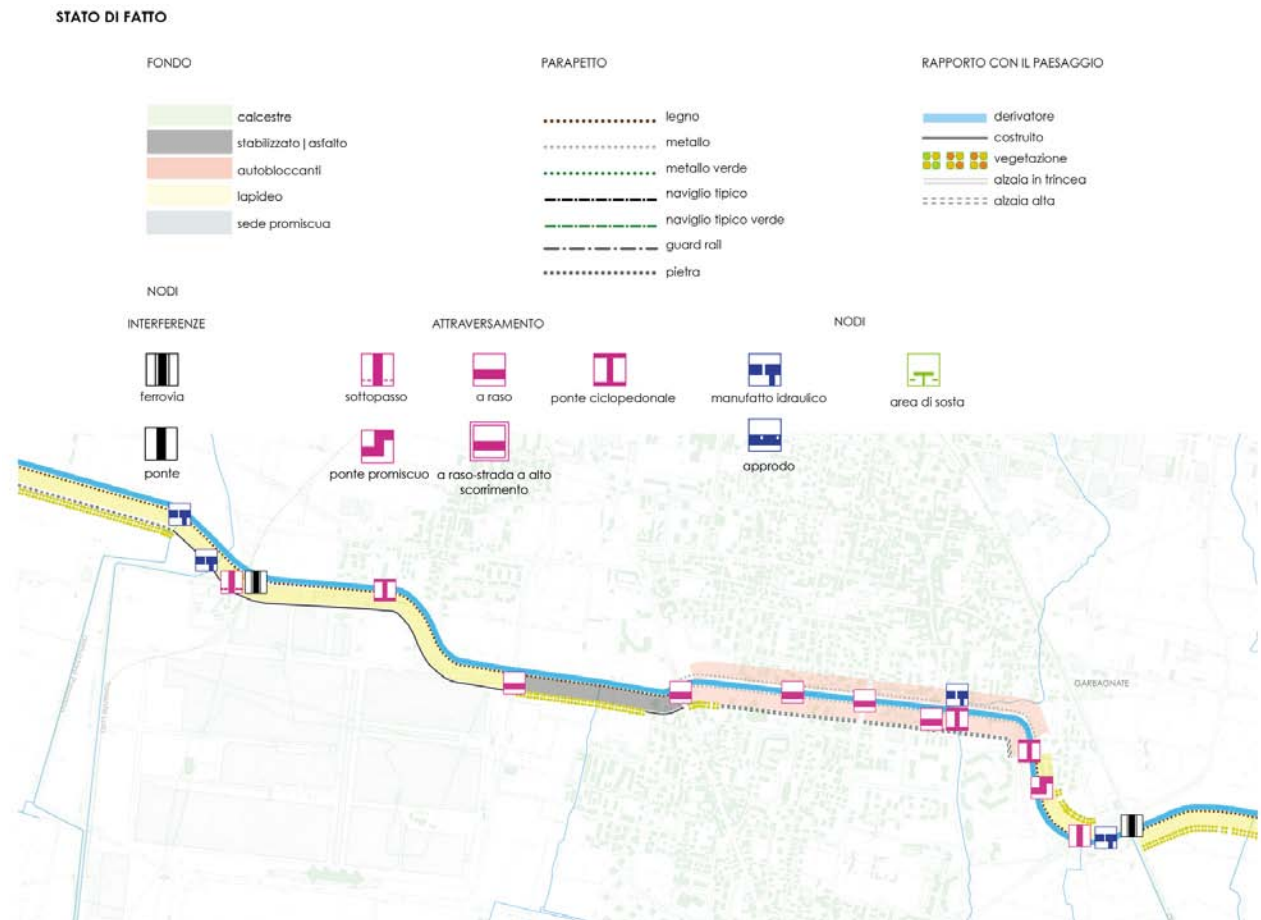 STATO DI FATTO
FONDO
calcestre
stabilizzato|asfalto
autobloccanti
lapideo
sede promiscua
PARAPETTO
legno
metallo
metallo verde
naviglio tipico
naviglio tipico verde
guard rail
pietra
RAPPORTO CON IL PAESAGGIO
derivatore
costruito
vegetazione
alzaia in trincea
alzaia alta
NODI
INTERFERENZE
ferrovia
ponte
ATTRAVERSAMENTO
sottopasso
a raso
ponte ciclopedonale
ponte promiscuo
a raso-strada a alto
scorrimento
NODI
manufatto idraulico
area di sosta
approdo
GARBAGNATE